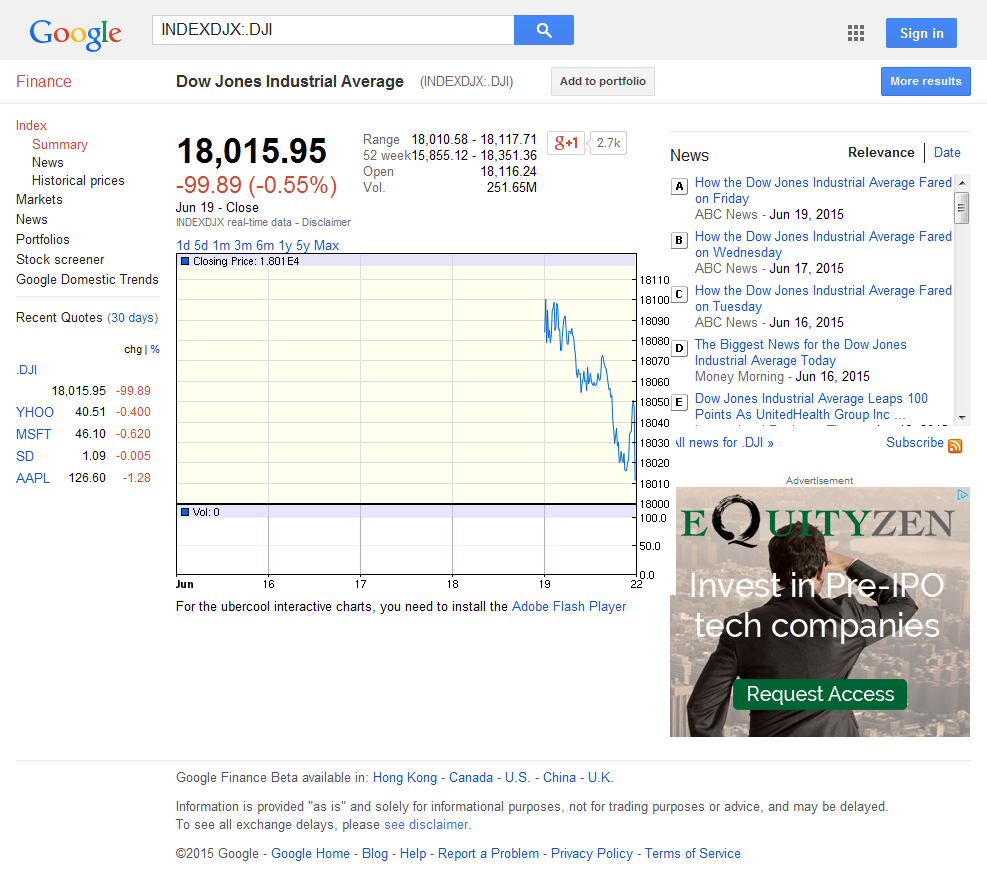 Google
INDEXDJX:.DJI
Sign in
Finance
Dow Jones Industrial Average (INDEXDJX:.DJI)
Add to portfolio
More results
Index
Summary
News
Historical prices
Markets
News
Portfolios
Stock screener
Google Domestic Trends
Recent Quotes (30 days)
chg | %
.DJI
18,015.95 -99.89
YHOO 40.51 -0.400
MSFT 46.10 -0.620
SD 1.09 -0.005
AAPL 126.60 -1.28
18,015.95
-99.89 (-0.55%)
Jun 19 - Close
INDEXDJX real-time data - Disclaimer
Range 18,010.58 - 18,117.71
52 week 15,855.12 - 18,351.36
Open 18,116.24
Vol. 251.65M
g+1 2.7k
1d 5d 1m 3m 6m 1y 5y Max
Closing Price: 1.801E4
18110
18100
18090
18080
18070
18060
18050
18040
18030
18020
18010
18000
Vol: 0
100.0
50.0
0.0
Jun 16 17 18 19 22
For the ubercool interactive charts, you need to install the Adobe Flash Player
News
Relevance | Date
A How the Dow Jones Industrial Average Fared
on Friday
ABC News - Jun 19, 2015
B How the Dow Jones Industrial Average Fared
on Wednesday
ABC News - Jun 17, 2015
C How the Dow Jones Industrial Average Fared
on Tuesday
ABC News - Jun 16, 2015
D The Biggest News for the Dow Jones
Industrial Average Today
Money Morning - Jun 16, 2015
E Dow Jones Industrial Average Leaps 100
Points As UnitedHealth Group Inc ...
All news for .DJI »
Subscribe
Advertisement
EQUITYZEN
Invest in Pre-IPO
tech companies
Request Access
Google Finance Beta available in: Hong Kong - Canada - U.S. - China - U.K.
Information is provided "as is" and solely for informational purposes, not for trading purposes or advice, and may be delayed.
To see all exchange delays, please see disclaimer.
©2015 Google - Google Home - Blog - Help - Report a Problem - Privacy Policy - Terms of Service